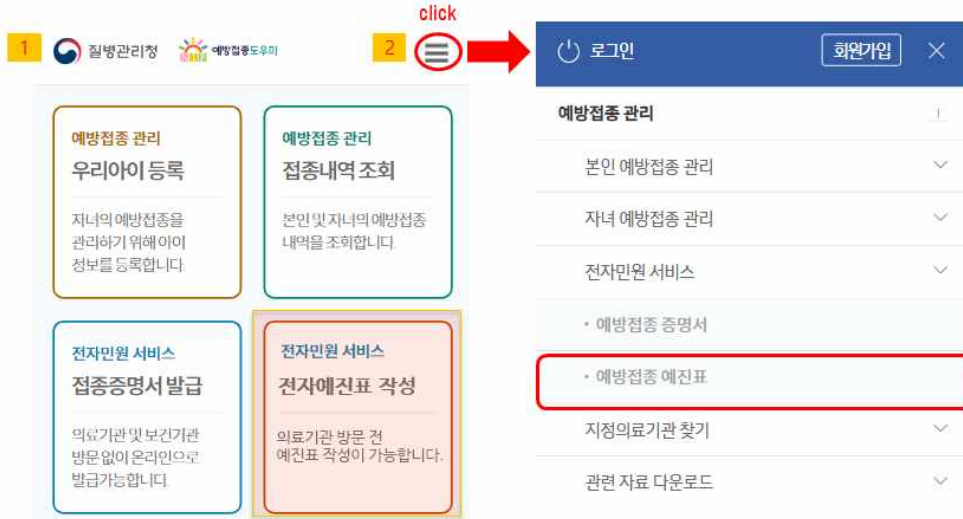 click
1
질병관리청
예방접종도우미
2
예방접종 관리
우리아이 등록
자녀의 예방접종을
관리하기 위해 아이
정보를 등록합니다.
예방접종 관리
접종내역 조회
본인 및 자녀의 예방접종
내역을 조회합니다.
전자민원 서비스
접종증명서 발급
의료기관 및 보건기관
방문 없이 온라인으로
발급가능합니다.
전자민원 서비스
전자예진표 작성
의료기관 방문 전
예진표 작성이 가능합니다.
로그인
회원가입
예방접종 관리
본인 예방접종 관리
자녀 예방접종 관리
전자민원 서비스
· 예방접종 증명서
· 예방접종 예진표
지정의료기관 찾기
관련 자료 다운로드